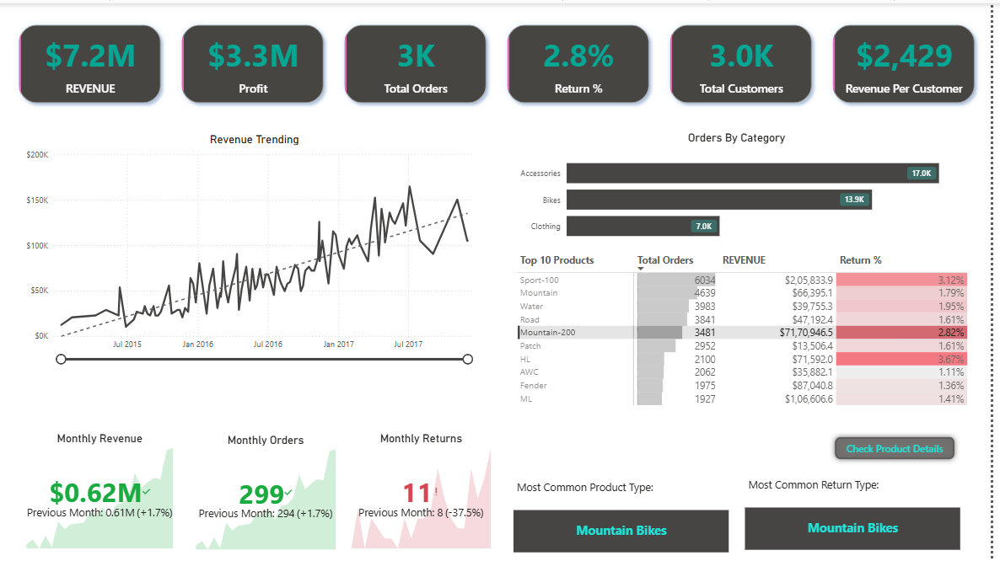 $7.2M
REVENUE
$3.3M
Profit
3K
Total Orders
2.8%
Return %
3.0K
Total Customers
$2,429
Revenue Per Customer
Revenue Trending
$200K
$150K
$100K
$50K
$0K
Jul 2015 Jan 2016 Jul 2016 Jan 2017 Jul 2017
Orders By Category
Accessories 17.0K
Bikes 13.9K
Clothing 7.0K
Top 10 Products Total Orders REVENUE Return %
Sport-100 6034 $2,05,833.9 3.12%
Mountain 4639 $66,395.1 1.79%
Water 3983 $39,755.3 1.95%
Road 3841 $47,192.4 1.61%
Mountain-200 3481 $71,70,946.5 2.82%
Patch 2952 $13,506.4 1.61%
HL 2100 $71,592.0 3.67%
AWC 2062 $35,882.1 1.11%
Fender 1975 $87,040.8 1.36%
ML 1927 $1,06,606.6 1.41%
Monthly Revenue
$0.62M
Previous Month: 0.61M (+1.7%)
Monthly Orders
299
Previous Month: 294 (+1.7%)
Monthly Returns
11!
Previous Month: 8 (-37.5%)
Check Product Details
Most Common Product Type:
Mountain Bikes
Most Common Return Type:
Mountain Bikes